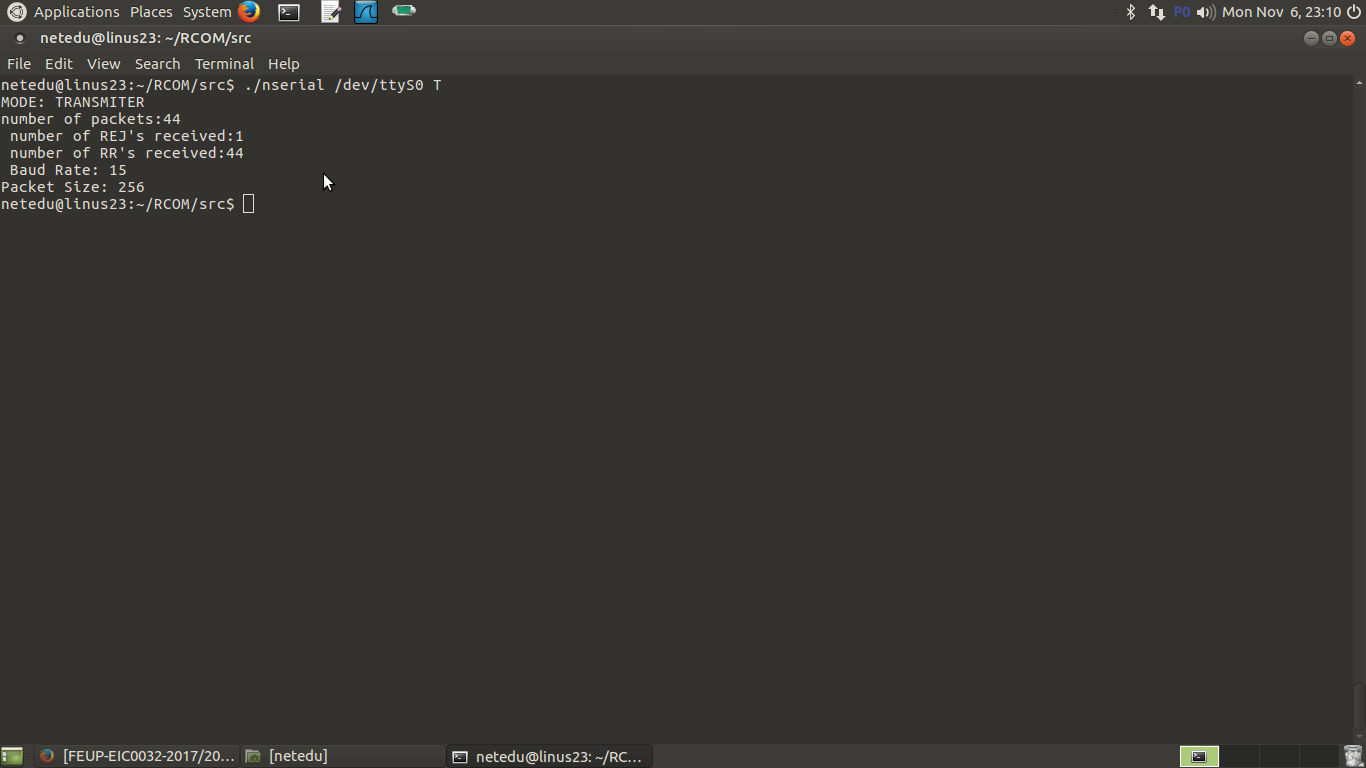 Applications Places System
P0 Mon Nov 6, 23:10
netedu@linus23: ~/RCOM/src
File Edit View Search Terminal Help
netedu@linus23:~/RCOM/src$ ./nserial /dev/ttyS0 T
MODE: TRANSMITER
number of packets:44
number of REJ's received:1
number of RR's received:44
Baud Rate: 15
Packet Size: 256
netedu@linus23:~/RCOM/src$
[FEUP-EIC0032-2017/20... [netedu] netedu@linus23: ~/RC...